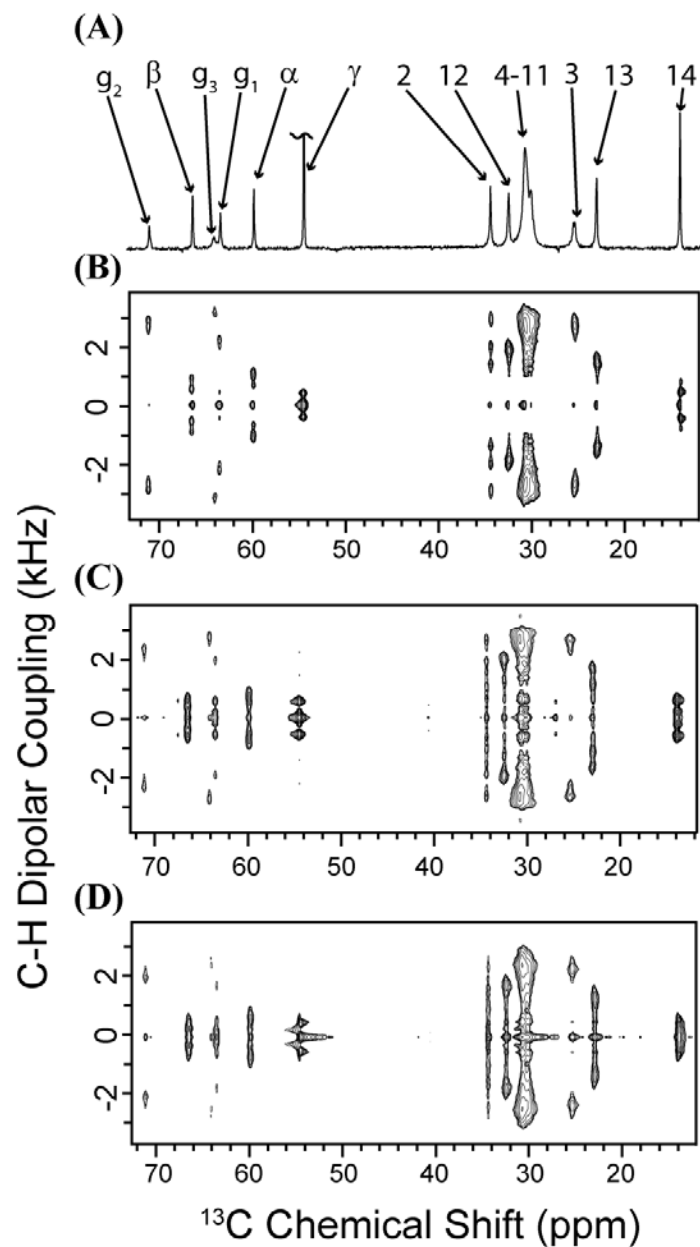 (A)
g₂ β g₃ g₁ α γ 2 12 4-11 3 13 14
(B)
2
0
-2
70 60 50 40 30 20
(C)
2
0
-2
70 60 50 40 30 20
(D)
2
0
-2
70 60 50 40 30 20
C-H Dipolar Coupling (kHz)
¹³C Chemical Shift (ppm)